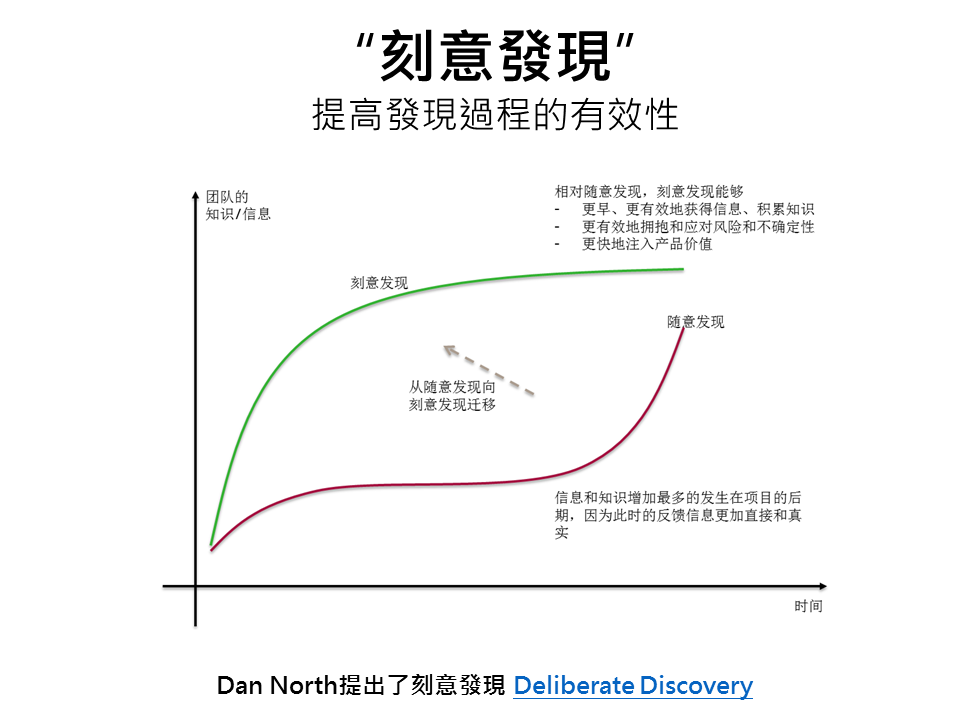 “刻意發現”
提高發現過程的有效性
团队的
知识/信息
相对随意发现，刻意发现能够
- 更早、更有效地获得信息、积累知识
- 更有效地拥抱和应对风险和不确定性
- 更快地注入产品价值
刻意发现
随意发现
从随意发现向
刻意发现迁移
信息和知识增加最多的发生在项目的后
期，因为此时的反馈信息更加直接和真
实
时间
Dan North提出了刻意發現 Deliberate Discovery